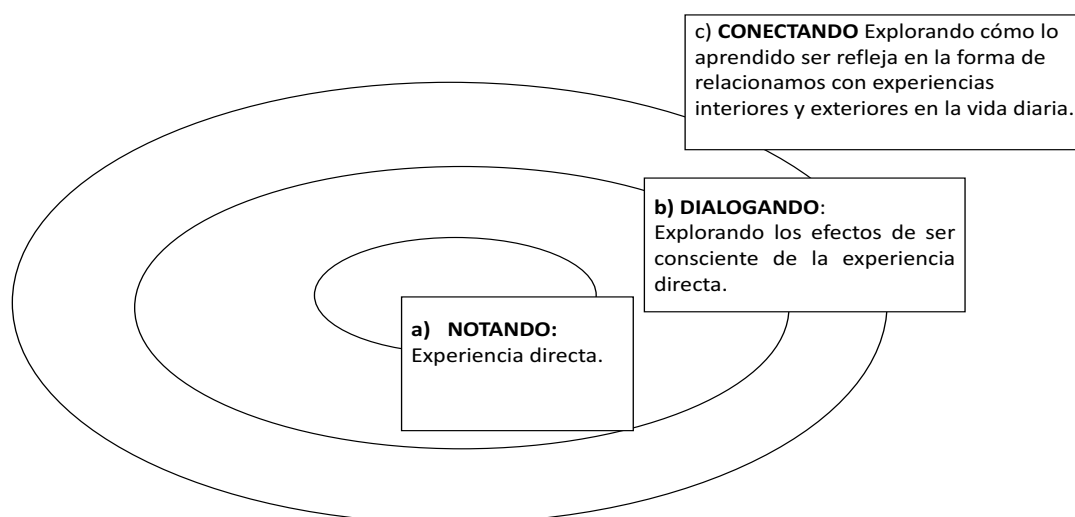 c) CONECTANDO Explorando cómo lo
aprendido ser refleja en la forma de
relacionamos con experiencias
interiores y exteriores en la vida diaria.
b) DIALOGANDO:
Explorando los efectos de ser
consciente de la experiencia
directa.
a) NOTANDO:
Experiencia directa.